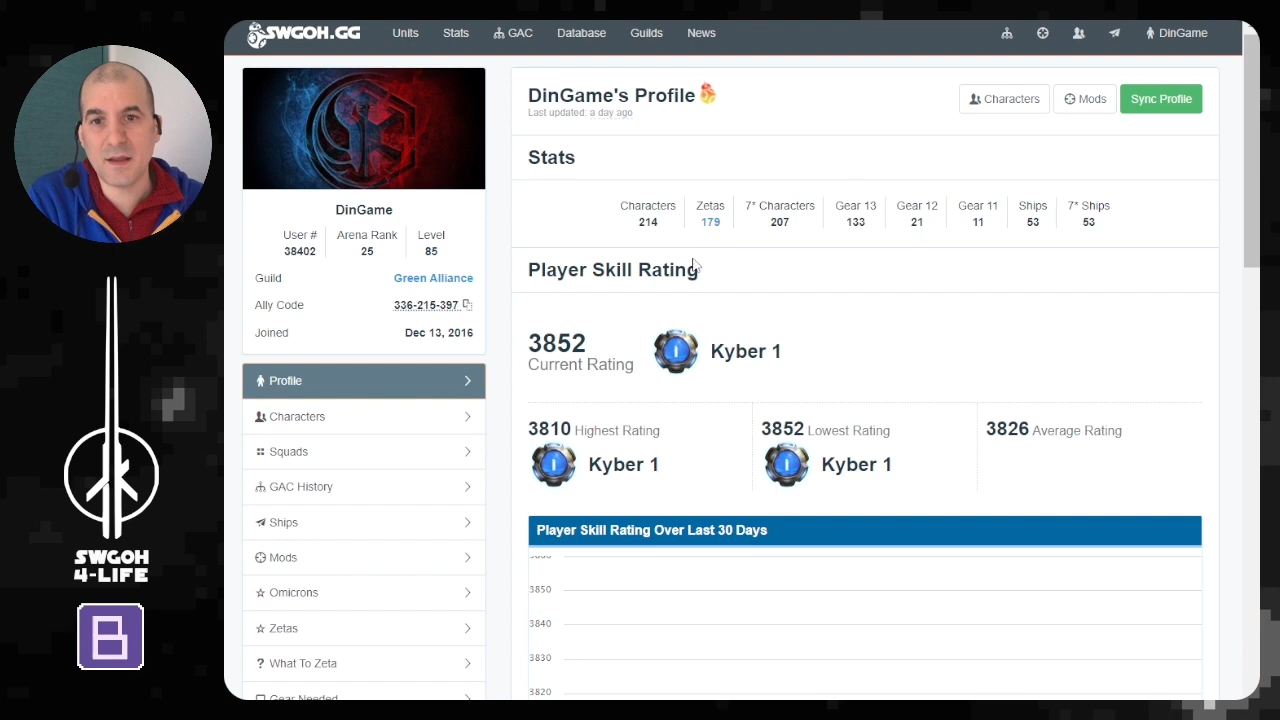 SWGOH.GG
Units
Stats
GAC
Database
Guilds
News
DinGame
DinGame
User #
38402
Arena Rank
25
Level
85
Guild
Green Alliance
Ally Code
336-215-397
Joined
Dec 13, 2016
Profile
Characters
Squads
GAC History
Ships
Mods
Omicrons
Zetas
? What To Zeta
Gear Needed
DinGame's Profile
Last updated: a day ago
Characters
Mods
Sync Profile
Stats
Characters
214
Zetas
179
7* Characters
207
Gear 13
133
Gear 12
21
Gear 11
11
Ships
53
7* Ships
53
Player Skill Rating
3852
Current Rating
Kyber 1
3810 Highest Rating
Kyber 1
3852 Lowest Rating
Kyber 1
3826 Average Rating
Player Skill Rating Over Last 30 Days
3850
3840
3830
3820
SWGOH
4-LIFE
B